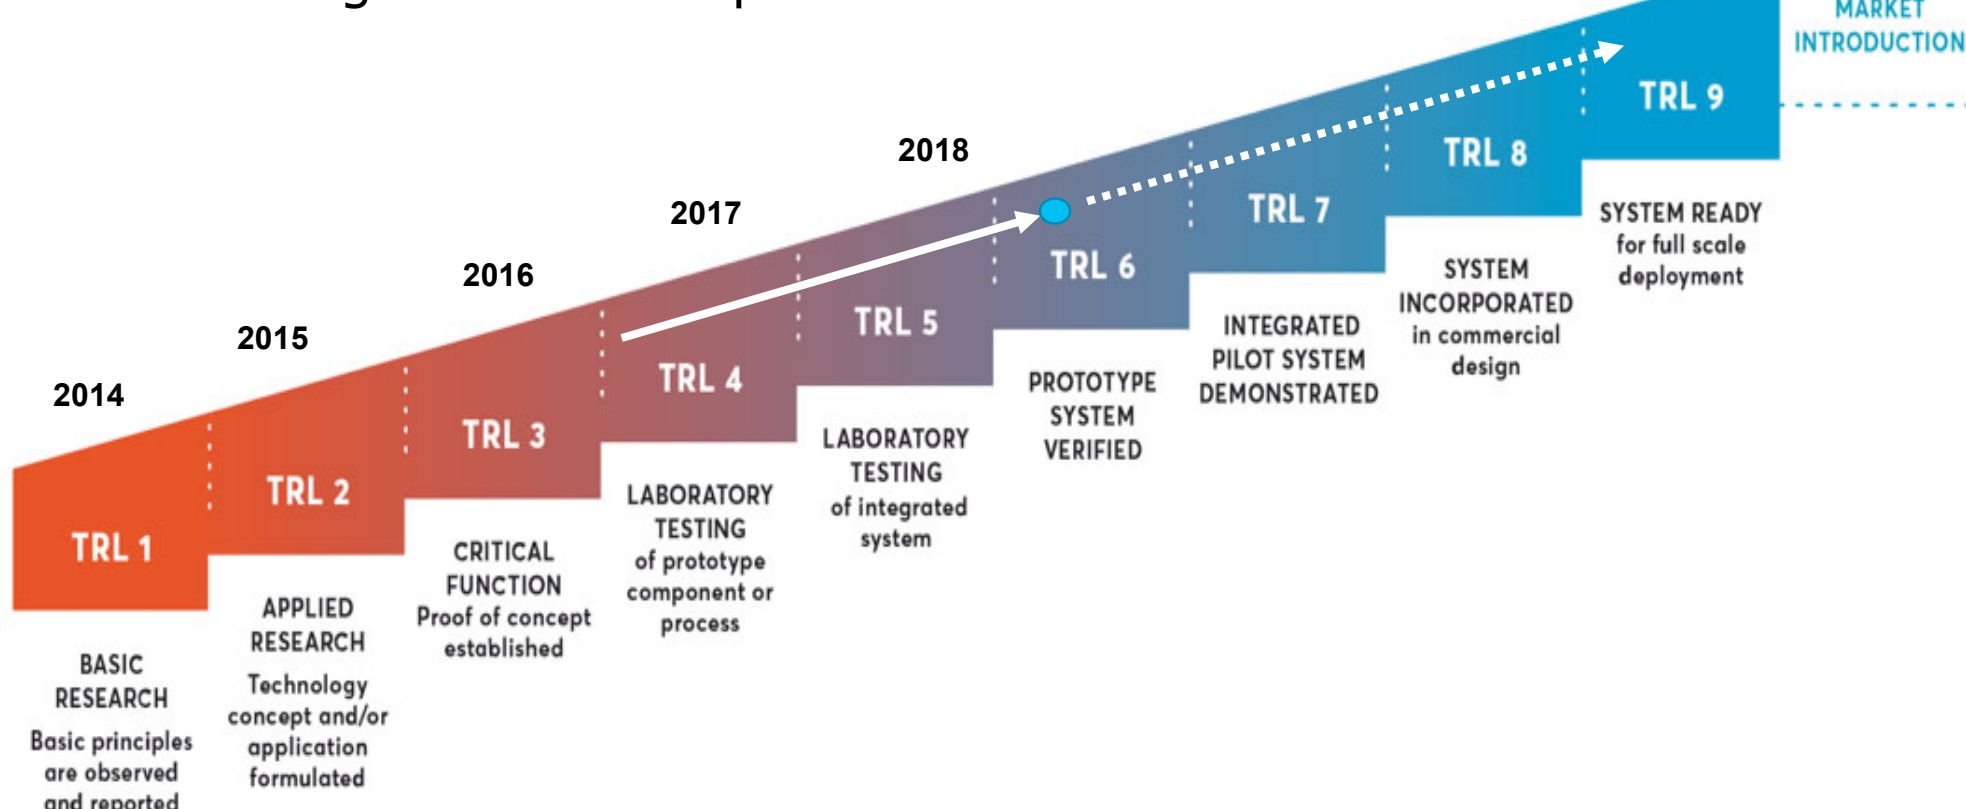 MARKET
INTRODUCTION
TRL 9
2018
TRL 8
2017
TRL 7
SYSTEM READY
for full scale
deployment
2016
TRL 6
SYSTEM
INCORPORATED
in commercial
design
2015
TRL 5
INTEGRATED
PILOT SYSTEM
DEMONSTRATED
2014
TRL 4
PROTOTYPE
SYSTEM
VERIFIED
TRL 3
LABORATORY
TESTING
of integrated
system
TRL 2
LABORATORY
TESTING
of prototype
component or
process
TRL 1
CRITICAL
FUNCTION
Proof of concept
established
APPLIED
RESEARCH
Technology
concept and/or
application
formulated
BASIC
RESEARCH
Basic principles
are observed
and reported